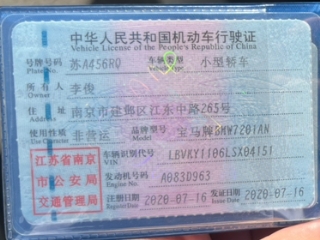 中华人民共和国机动车行驶证
Vehicle License of the People's Republic of China
号牌号码 苏A456RQ 车辆类型 小型轿车
Plate No. Vehicle Type
所有人 李俊
Owner
住址 南京市建邺区江东中路265号
Address
使用性质 非营运 品牌型号 宝马牌BMW7201AN
Use Character Model
江苏省南京
市公安局
交通管理局
车辆识别代号 LBVKY1106LSX04151
VIN
发动机号码 A083D963
Engine No.
注册日期 2020-07-16 发证日期 2020-07-16
Register Date Issue Date